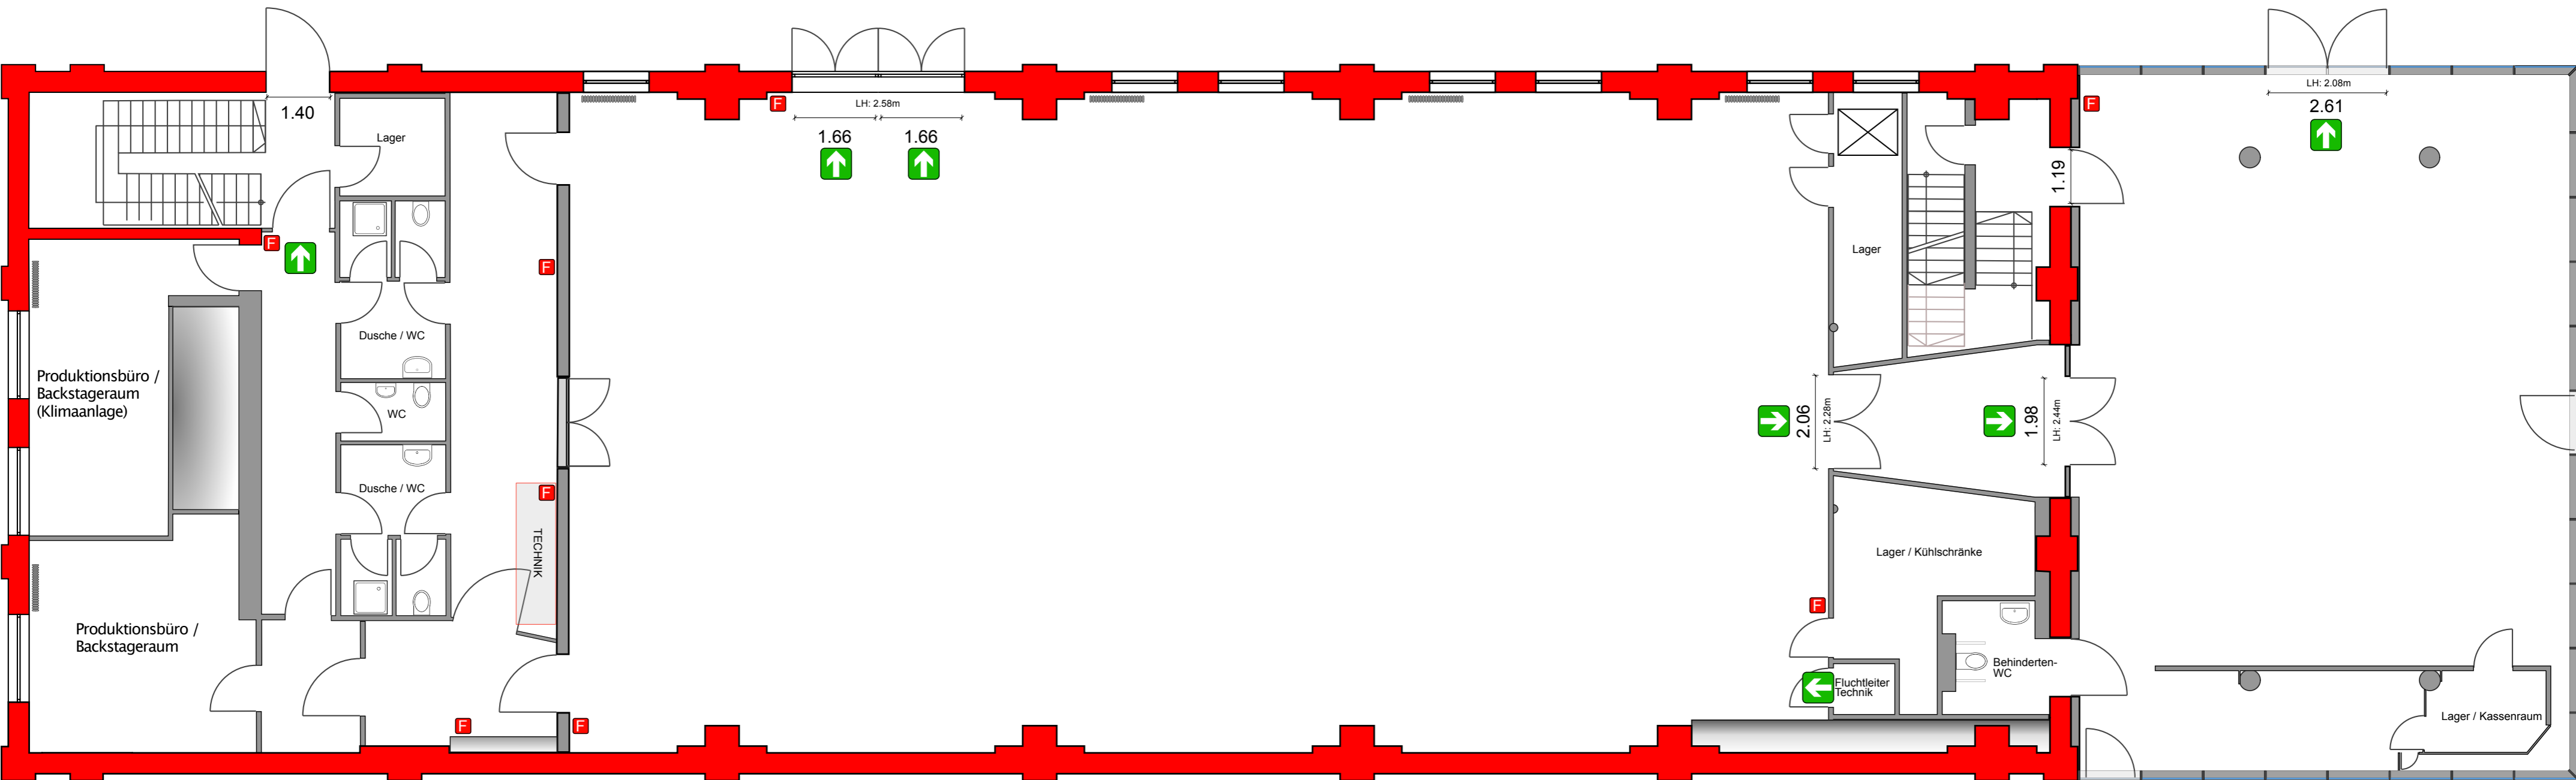 1.40
Lager
F
LH: 2.58m
1.66
1.66
F
LH: 2.08m
2.61
1.19
Lager
F
F
Dusche / WC
Produktionsbüro /
Backstageraum
(Klimaanlage)
WC
Dusche / WC
F
TECHNIK
2.06
LH: 2.28m
1.98
LH: 2.44m
Lager / Kühlschränke
F
Produktionsbüro /
Backstageraum
Behinderten-
WC
Fluchtleiter
Technik
F
F
Lager / Kassenraum